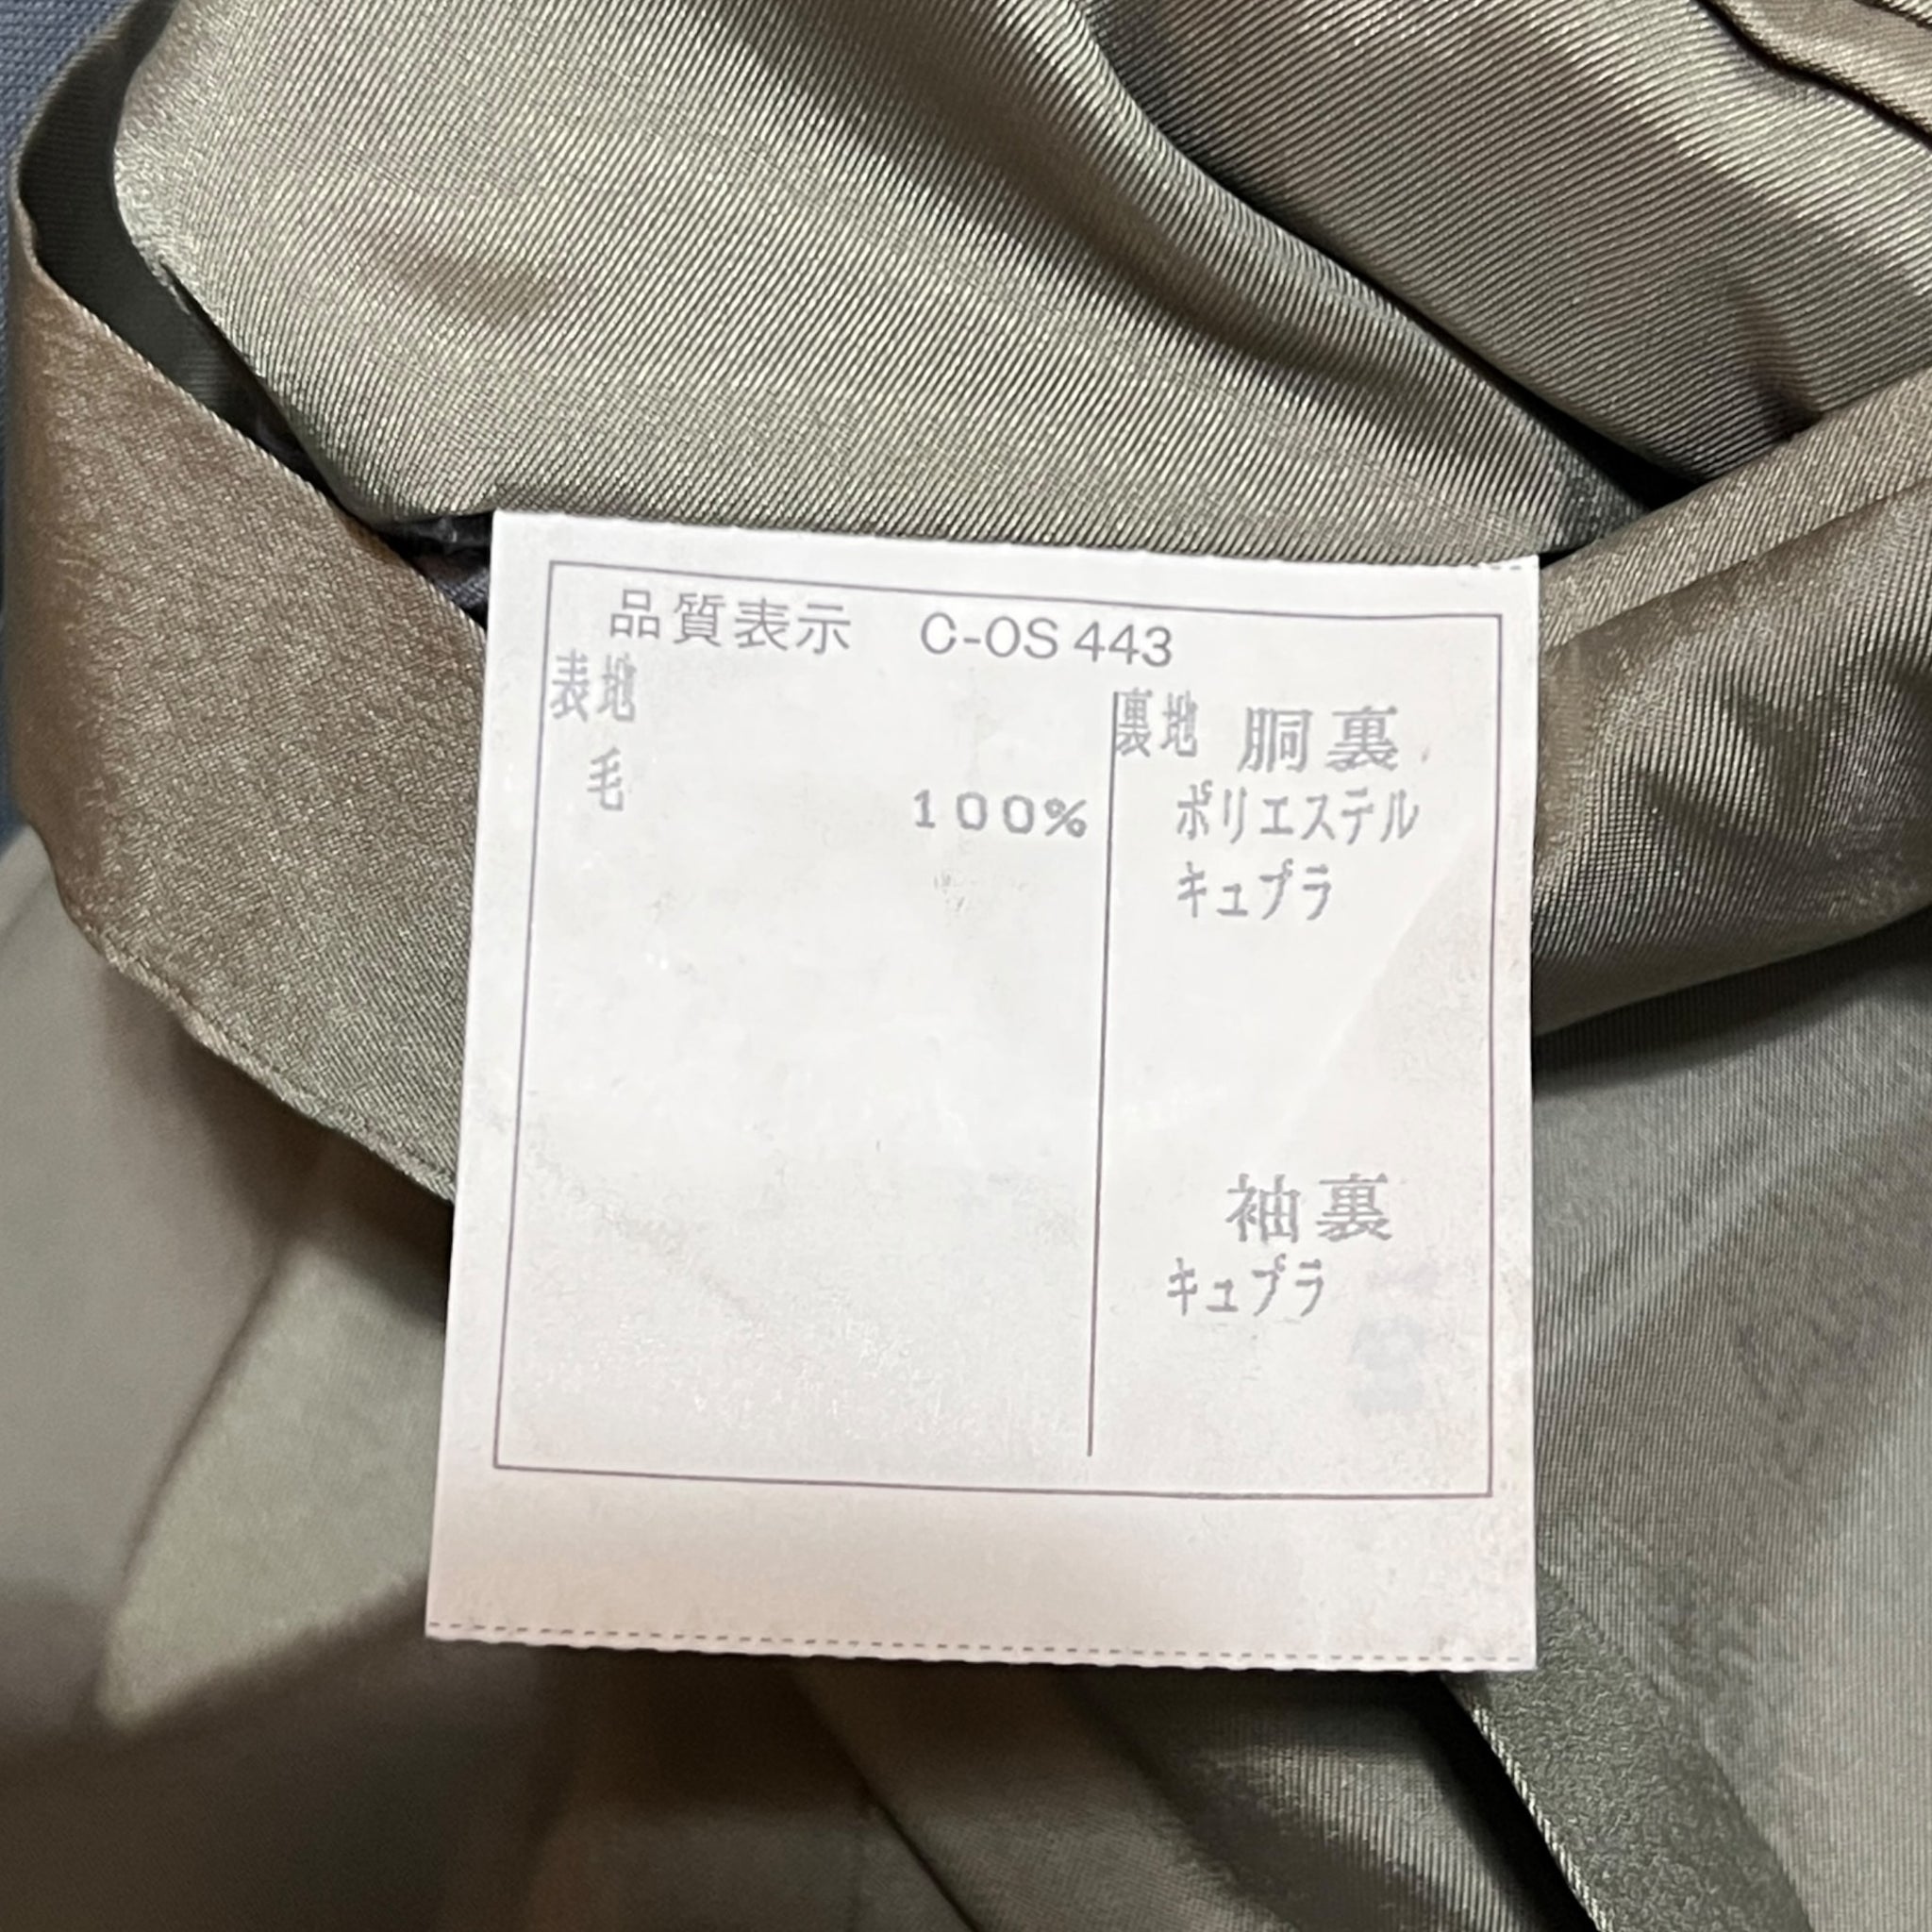 品質表示 C-OS 443
表地
毛 100%
裏地 胴裏
ポリエステル
キュプラ
袖裏
キュプラ